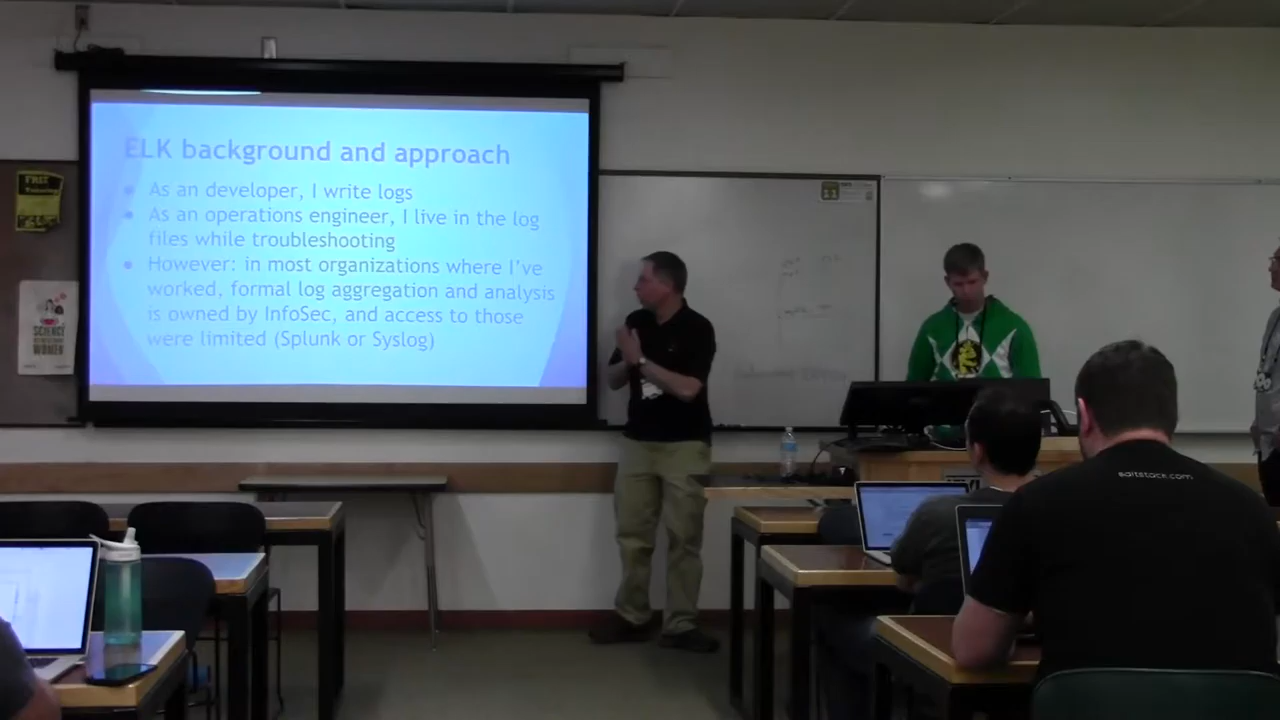 ELK background and approach
As an developer, I write logs
As an operations engineer, I live in the log
files while troubleshooting
However: in most organizations where I've
worked, formal log aggregation and analysis
is owned by InfoSec, and access to those
were limited (Splunk or Syslog)
FREE
SCIENCE
WOMEN
saltstack.com